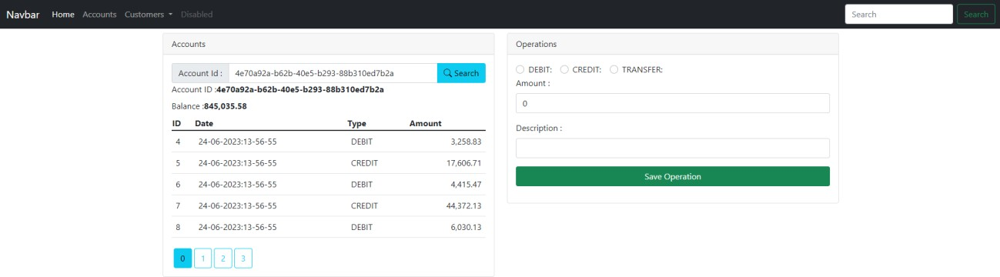 Navbar Home Accounts Customers Disabled Search Search
Accounts
Account Id : 4e70a92a-b62b-40e5-b293-88b310ed7b2a Search
Account ID :4e70a92a-b62b-40e5-b293-88b310ed7b2a
Balance :845,035.58
ID Date Type Amount
4 24-06-2023:13-56-55 DEBIT 3,258.83
5 24-06-2023:13-56-55 CREDIT 17,606.71
6 24-06-2023:13-56-55 DEBIT 4,415.47
7 24-06-2023:13-56-55 CREDIT 44,372.13
8 24-06-2023:13-56-55 DEBIT 6,030.13
0 1 2 3
Operations
DEBIT: CREDIT: TRANSFER:
Amount :
0
Description :
Save Operation